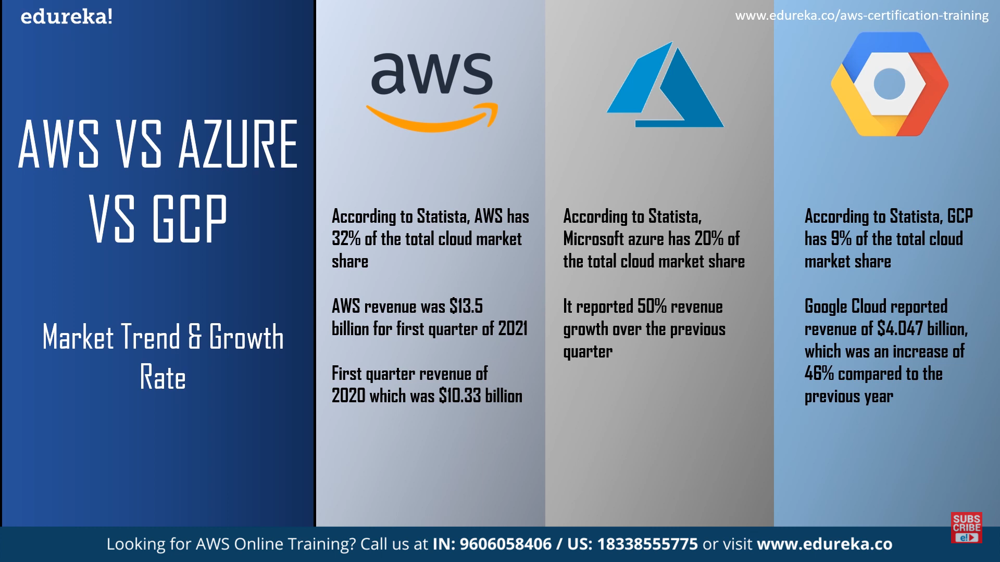 edureka!
www.edureka.co/aws-certification-training
AWS VS AZURE
VS GCP
Market Trend & Growth
Rate
aws
According to Statista, AWS has
32% of the total cloud market
share
AWS revenue was $13.5
billion for first quarter of 2021
First quarter revenue of
2020 which was $10.33 billion
According to Statista,
Microsoft azure has 20% of
the total cloud market share
It reported 50% revenue
growth over the previous
quarter
According to Statista, GCP
has 9% of the total cloud
market share
Google Cloud reported
revenue of $4.047 billion,
which was an increase of
46% compared to the
previous year
SUBS
CRIBE
e!
Looking for AWS Online Training? Call us at IN: 9606058406 / US: 18338555775 or visit www.edureka.co